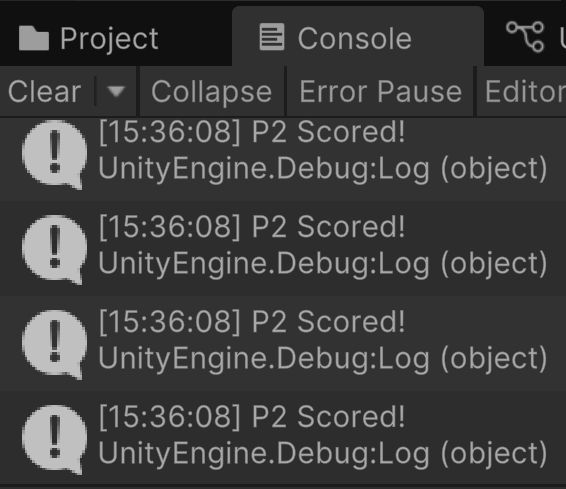 Project
Console
Clear
Collapse
Error Pause
Editor
[15:36:08] P2 Scored!
UnityEngine.Debug:Log (object)
[15:36:08] P2 Scored!
UnityEngine.Debug:Log (object)
[15:36:08] P2 Scored!
UnityEngine.Debug:Log (object)
[15:36:08] P2 Scored!
UnityEngine.Debug:Log (object)